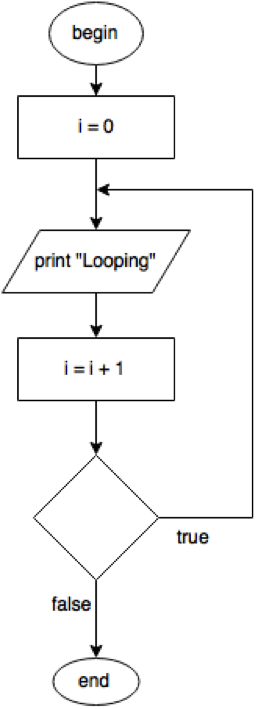 begin
i = 0
print "Looping"
i = i + 1
true
false
end